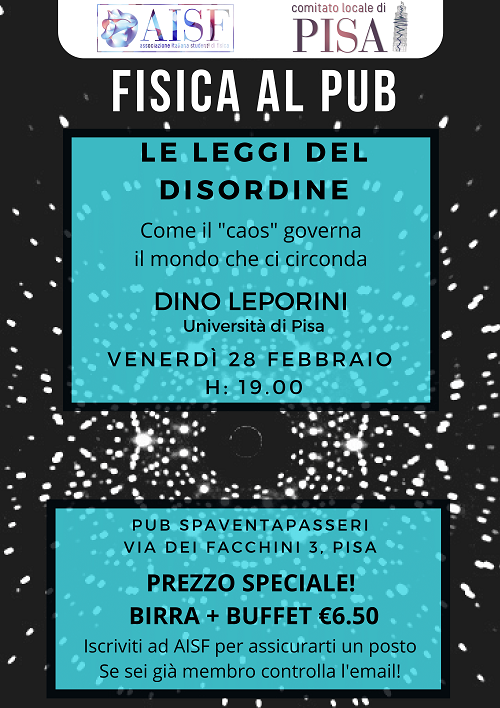 AISF
associazione italiana studenti di fisica
comitato locale di
PISA
FISICA AL PUB
LE LEGGI DEL
DISORDINE
Come il "caos" governa
il mondo che ci circonda
DINO LEPORINI
Università di Pisa
VENERDÌ 28 FEBBRAIO
H: 19.00
PUB SPAVENTAPASSERI
VIA DEI FACCHINI 3, PISA
PREZZO SPECIALE!
BIRRA + BUFFET €6.50
Iscriviti ad AISF per assicurarti un posto
Se sei già membro controlla l'email!